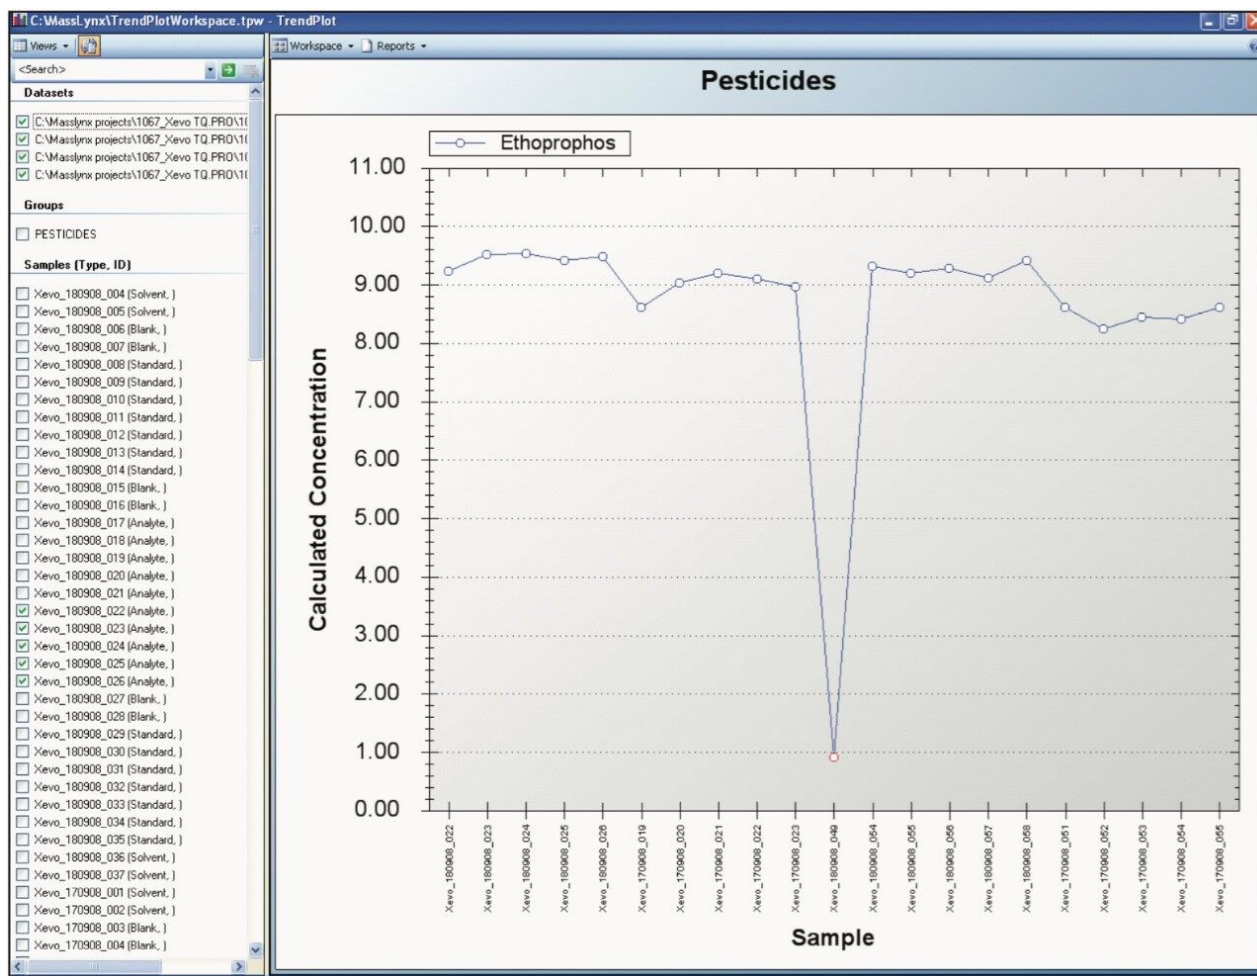 C:\MassLynx\TrendPlotWorkspace.tpw - TrendPlot
Views
<Search>
Datasets
C:\Masslynx projects\1067_Xevo TQ.PRO\1(
C:\Masslynx projects\1067_Xevo TQ.PRO\1(
C:\Masslynx projects\1067_Xevo TQ.PRO\1(
C:\Masslynx projects\1067_Xevo TQ.PRO\1(
Groups
PESTICIDES
Samples (Type, ID)
Xevo_180908_004 (Solvent, )
Xevo_180908_005 (Solvent, )
Xevo_180908_006 (Blank, )
Xevo_180908_007 (Blank, )
Xevo_180908_008 (Standard, )
Xevo_180908_009 (Standard, )
Xevo_180908_010 (Standard, )
Xevo_180908_011 (Standard, )
Xevo_180908_012 (Standard, )
Xevo_180908_013 (Standard, )
Xevo_180908_014 (Standard, )
Xevo_180908_015 (Blank, )
Xevo_180908_016 (Blank, )
Xevo_180908_017 (Analyte, )
Xevo_180908_018 (Analyte, )
Xevo_180908_019 (Analyte, )
Xevo_180908_020 (Analyte, )
Xevo_180908_021 (Analyte, )
Xevo_180908_022 (Analyte, )
Xevo_180908_023 (Analyte, )
Xevo_180908_024 (Analyte, )
Xevo_180908_025 (Analyte, )
Xevo_180908_026 (Analyte, )
Xevo_180908_027 (Blank, )
Xevo_180908_028 (Blank, )
Xevo_180908_029 (Standard, )
Xevo_180908_030 (Standard, )
Xevo_180908_031 (Standard, )
Xevo_180908_032 (Standard, )
Xevo_180908_033 (Standard, )
Xevo_180908_034 (Standard, )
Xevo_180908_035 (Standard, )
Xevo_180908_036 (Solvent, )
Xevo_180908_037 (Solvent, )
Xevo_170908_001 (Solvent, )
Xevo_170908_002 (Solvent, )
Xevo_170908_003 (Blank, )
Xevo_170908_004 (Blank, )
Workspace
Reports
Pesticides
Ethoprophos
Calculated Concentration
11.00
10.00
9.00
8.00
7.00
6.00
5.00
4.00
3.00
2.00
1.00
0.00
Xevo_180908_022
Xevo_180908_023
Xevo_180908_024
Xevo_180908_025
Xevo_180908_026
Xevo_170908_019
Xevo_170908_020
Xevo_170908_021
Xevo_170908_022
Xevo_170908_023
Xevo_180908_049
Xevo_180908_054
Xevo_180908_055
Xevo_180908_056
Xevo_180908_057
Xevo_180908_058
Xevo_170908_051
Xevo_170908_052
Xevo_170908_053
Xevo_170908_054
Xevo_170908_055
Sample